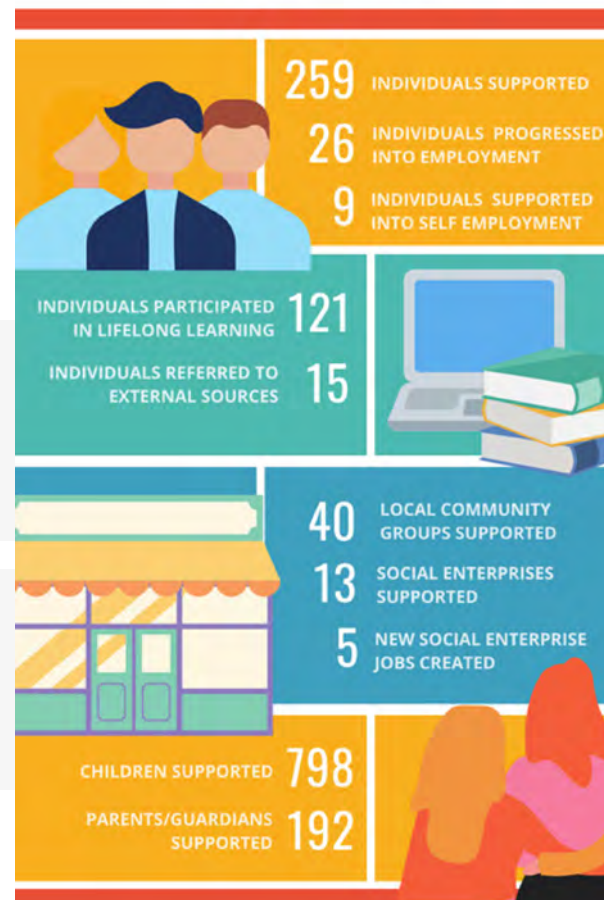 259 INDIVIDUALS SUPPORTED
26 INDIVIDUALS PROGRESSED
INTO EMPLOYMENT
9 INDIVIDUALS SUPPORTED
INTO SELF EMPLOYMENT
INDIVIDUALS PARTICIPATED
IN LIFELONG LEARNING 121
INDIVIDUALS REFERRED TO
EXTERNAL SOURCES 15
40 LOCAL COMMUNITY
GROUPS SUPPORTED
13 SOCIAL ENTERPRISES
SUPPORTED
5 NEW SOCIAL ENTERPRISE
JOBS CREATED
CHILDREN SUPPORTED 798
PARENTS/GUARDIANS
SUPPORTED 192